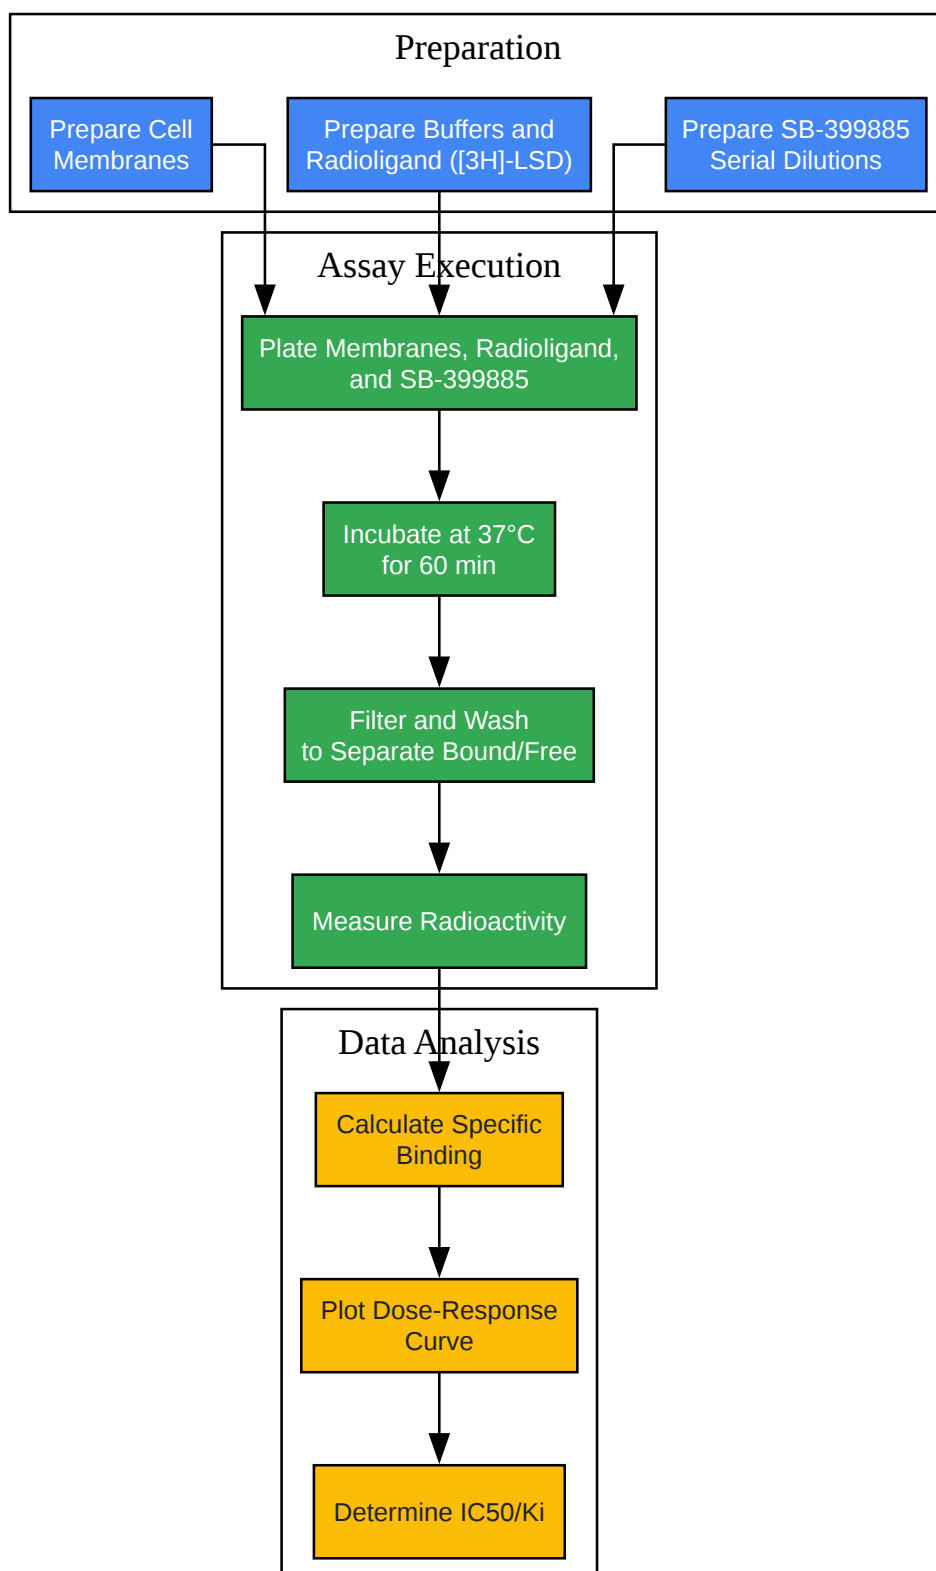 Preparation
Prepare Cell
Membranes
Prepare Buffers and
Radioligand ([3H]-LSD)
Prepare SB-399885
Serial Dilutions
Assay Execution
Plate Membranes, Radioligand,
and SB-399885
Incubate at 37°C
for 60 min
Filter and Wash
to Separate Bound/Free
Measure Radioactivity
Data Analysis
Calculate Specific
Binding
Plot Dose-Response
Curve
Determine IC50/Ki